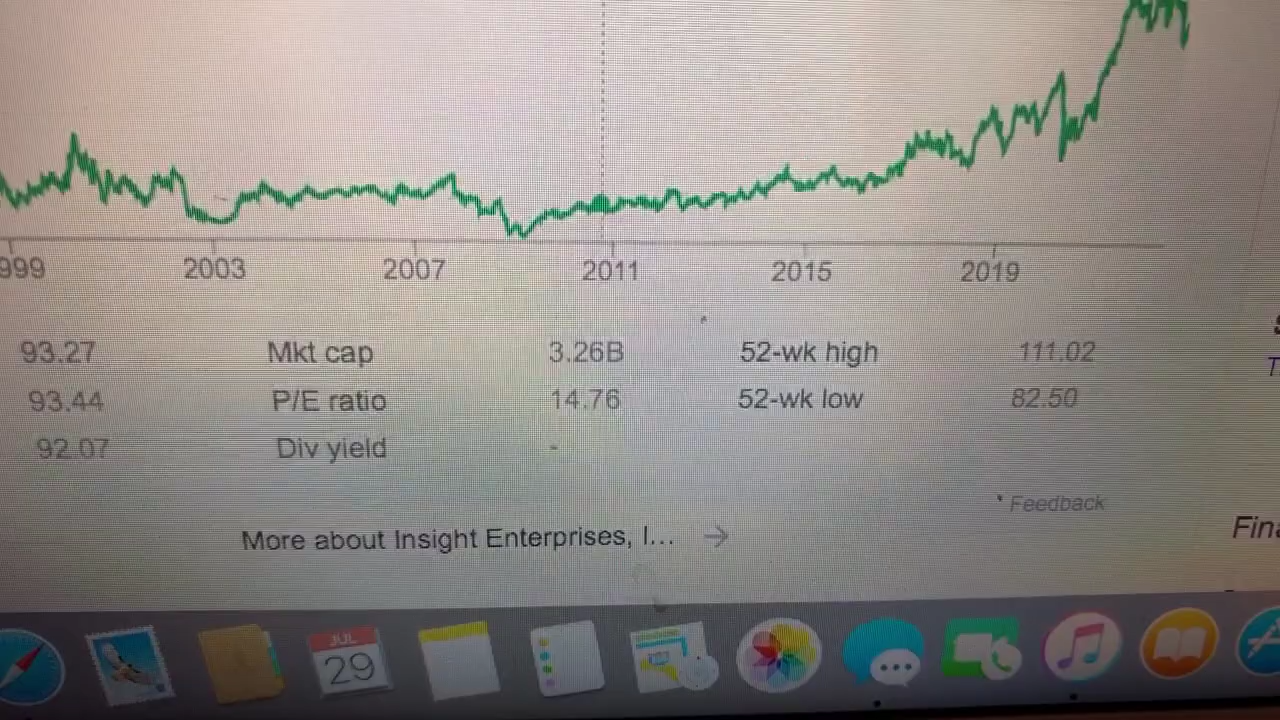 999 2003 2007 2011 2015 2019
93.27 Mkt cap 3.26B 52-wk high 111.02
93.44 P/E ratio 14.76 52-wk low 82.50
92.07 Div yield -
Feedback
More about Insight Enterprises, I... →
Fin
JUL
29